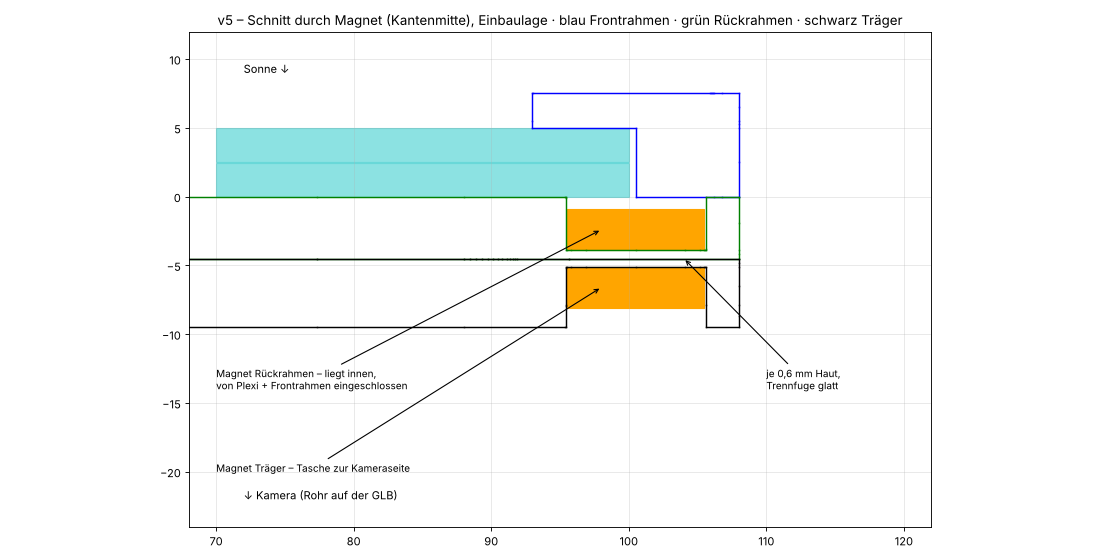 v5 – Schnitt durch Magnet (Kantenmitte), Einbaulage · blau Frontrahmen · grün Rückrahmen · schwarz Träger
Sonne ↓
10
5
0
−5
−10
−15
−20
Magnet Rückrahmen – liegt innen,
von Plexi + Frontrahmen eingeschlossen
je 0,6 mm Haut,
Trennfuge glatt
Magnet Träger – Tasche zur Kameraseite
↓ Kamera (Rohr auf der GLB)
70 80 90 100 110 120